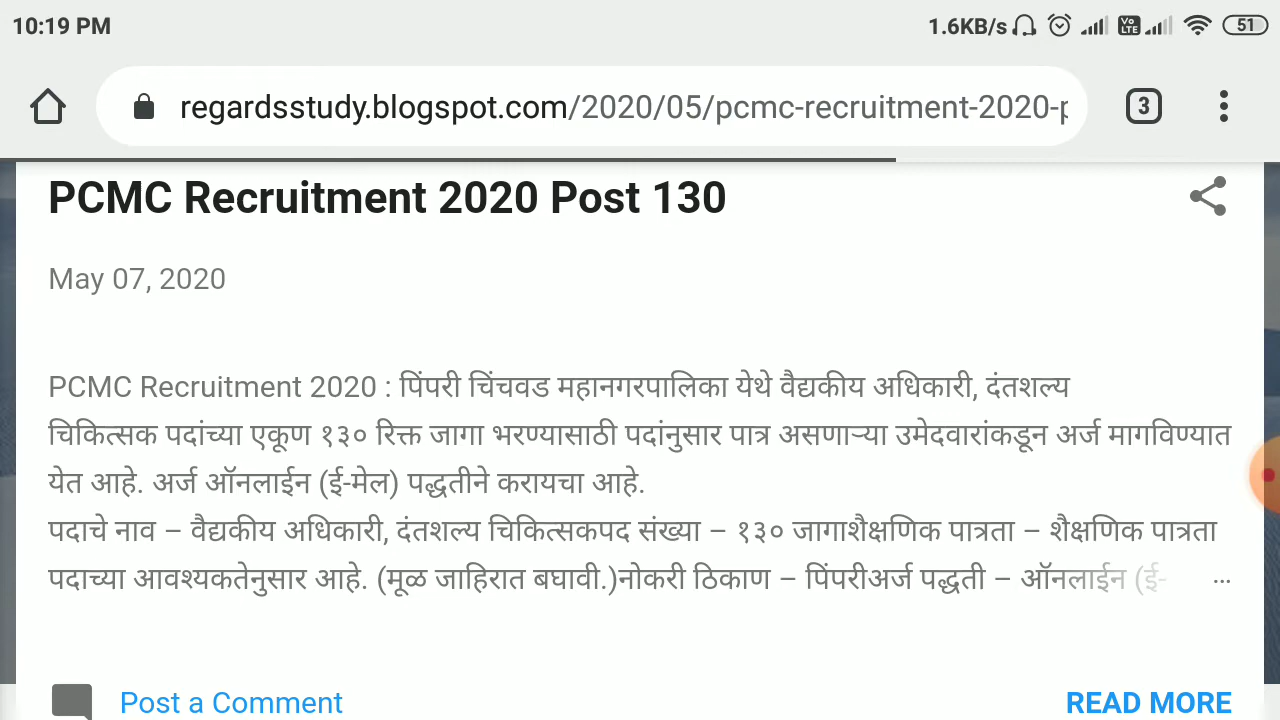 10:19 PM 1.6KB/s Vo LTE 51
regardsstudy.blogspot.com/2020/05/pcmc-recruitment-2020-p 3
PCMC Recruitment 2020 Post 130
May 07, 2020
PCMC Recruitment 2020 : पिंपरी चिंचवड महानगरपालिका येथे वैद्यकीय अधिकारी, दंतशल्य
चिकित्सक पदांच्या एकूण १३० रिक्त जागा भरण्यासाठी पदांनुसार पात्र असणाऱ्या उमेदवारांकडून अर्ज मागविण्यात
येत आहे. अर्ज ऑनलाईन (ई-मेल) पद्धतीने करायचा आहे.
पदाचे नाव – वैद्यकीय अधिकारी, दंतशल्य चिकित्सकपद संख्या – १३० जागाशैक्षणिक पात्रता – शैक्षणिक पात्रता
पदाच्या आवश्यकतेनुसार आहे. (मूळ जाहिरात बघावी.)नोकरी ठिकाण – पिंपरीअर्ज पद्धती – ऑनलाईन (ई- ...
Post a Comment READ MORE